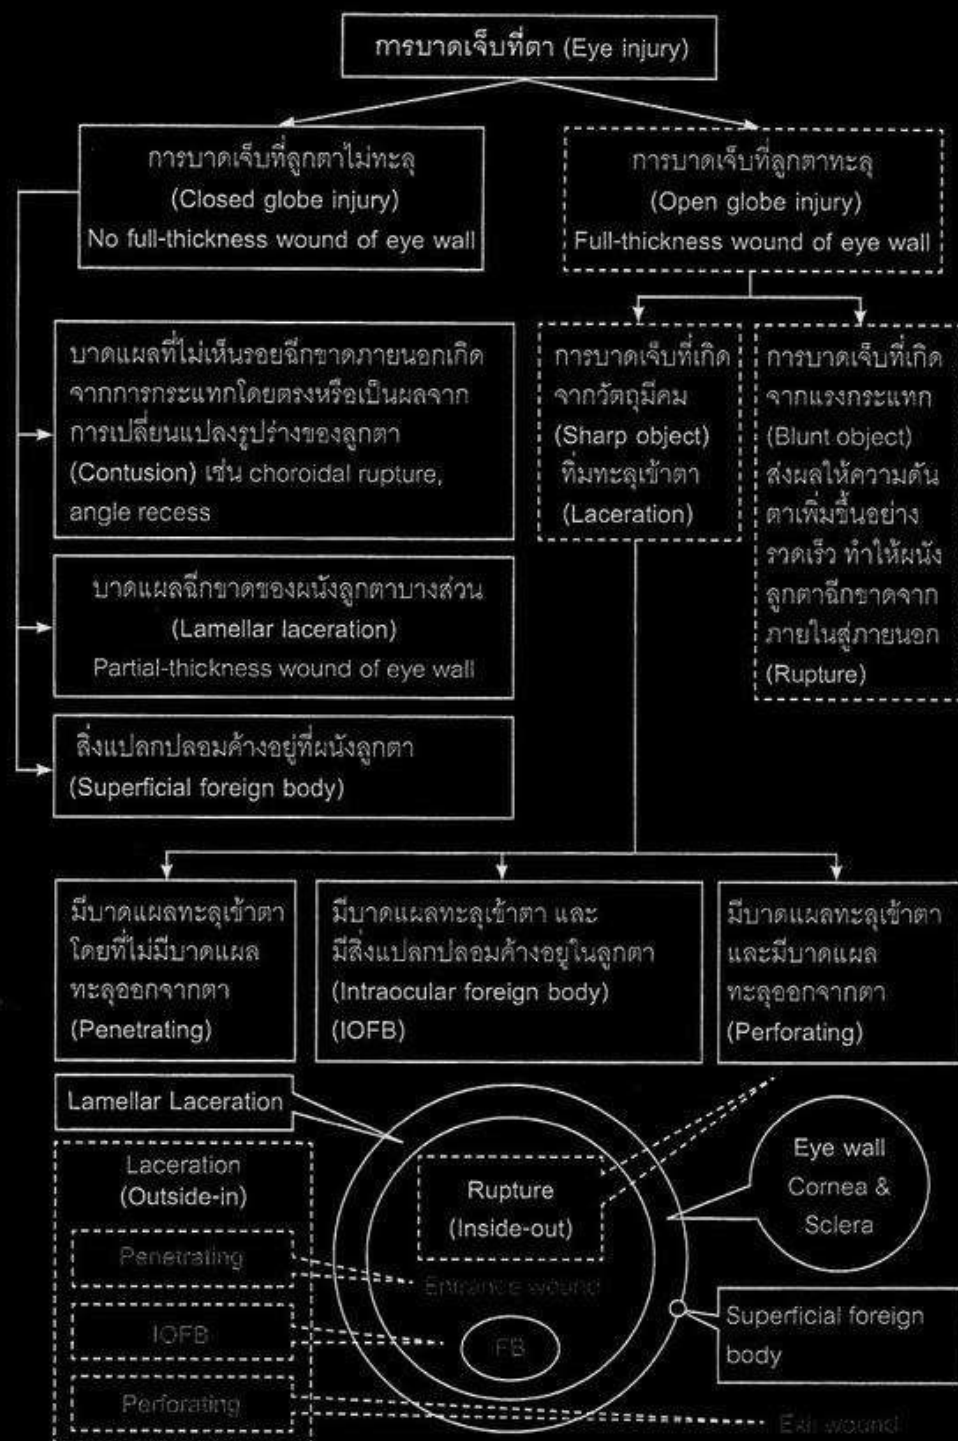 การบาดเจ็บที่ตา (Eye injury)
การบาดเจ็บที่ลูกตาไม่ทะลุ
(Closed globe injury)
No full-thickness wound of eye wall
การบาดเจ็บที่ลูกตาทะลุ
(Open globe injury)
Full-thickness wound of eye wall
บาดแผลที่ไม่เห็นรอยฉีกขาดภายนอกเกิด
จากการกระแทกโดยตรงหรือเป็นผลจาก
การเปลี่ยนแปลงรูปร่างของลูกตา
(Contusion) เช่น choroidal rupture,
angle recess
บาดแผลฉีกขาดของผนังลูกตาบางส่วน
(Lamellar laceration)
Partial-thickness wound of eye wall
สิ่งแปลกปลอมค้างอยู่ที่ผนังลูกตา
(Superficial foreign body)
การบาดเจ็บที่เกิด
จากวัตถุมีคม
(Sharp object)
ทิ่มทะลุเข้าตา
(Laceration)
การบาดเจ็บที่เกิด
จากแรงกระแทก
(Blunt object)
ส่งผลให้ความดัน
ตาเพิ่มขึ้นอย่าง
รวดเร็ว ทำให้ผนัง
ลูกตาฉีกขาดจาก
ภายในสู่ภายนอก
(Rupture)
มีบาดแผลทะลุเข้าตา
โดยที่ไม่มีบาดแผล
ทะลุออกจากตา
(Penetrating)
มีบาดแผลทะลุเข้าตา และ
มีสิ่งแปลกปลอมค้างอยู่ในลูกตา
(Intraocular foreign body)
(IOFB)
มีบาดแผลทะลุเข้าตา
และมีบาดแผล
ทะลุออกจากตา
(Perforating)
Lamellar Laceration
Laceration
(Outside-in)
Penetrating
IOFB
Perforating
Rupture
(Inside-out)
Entrance wound
FB
Eye wall
Cornea &
Sclera
Superficial foreign
body
Exit wound